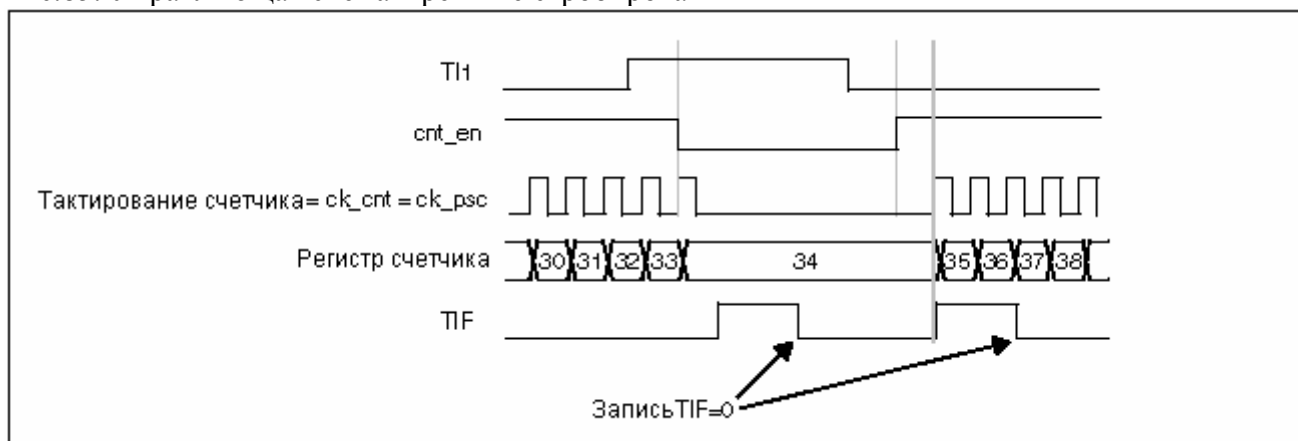 TI1
cnt_en
Тактирование счетчика= ck_cnt = ck_psc
Регистр счетчика
30 31 32 33 34 35 36 37 38
TIF
ЗаписьTIF=0